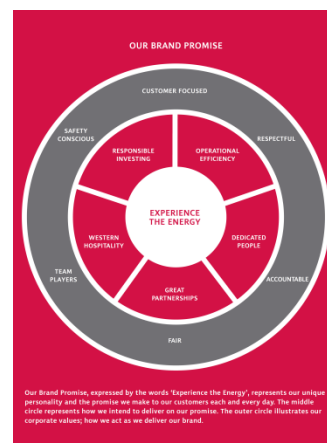 OUR BRAND PROMISE
CUSTOMER FOCUSED
SAFETY
CONSCIOUS
RESPECTFUL
RESPONSIBLE
INVESTING
OPERATIONAL
EFFICIENCY
EXPERIENCE
THE ENERGY
WESTERN
HOSPITALITY
DEDICATED
PEOPLE
GREAT
PARTNERSHIPS
TEAM
PLAYERS
ACCOUNTABLE
FAIR
Our Brand Promise, expressed by the words ‘Experience the Energy’, represents our unique
personality and the promise we make to our customers each and every day. The middle
circle represents how we intend to deliver on our promise. The outer circle illustrates our
corporate values; how we act as we deliver our brand.